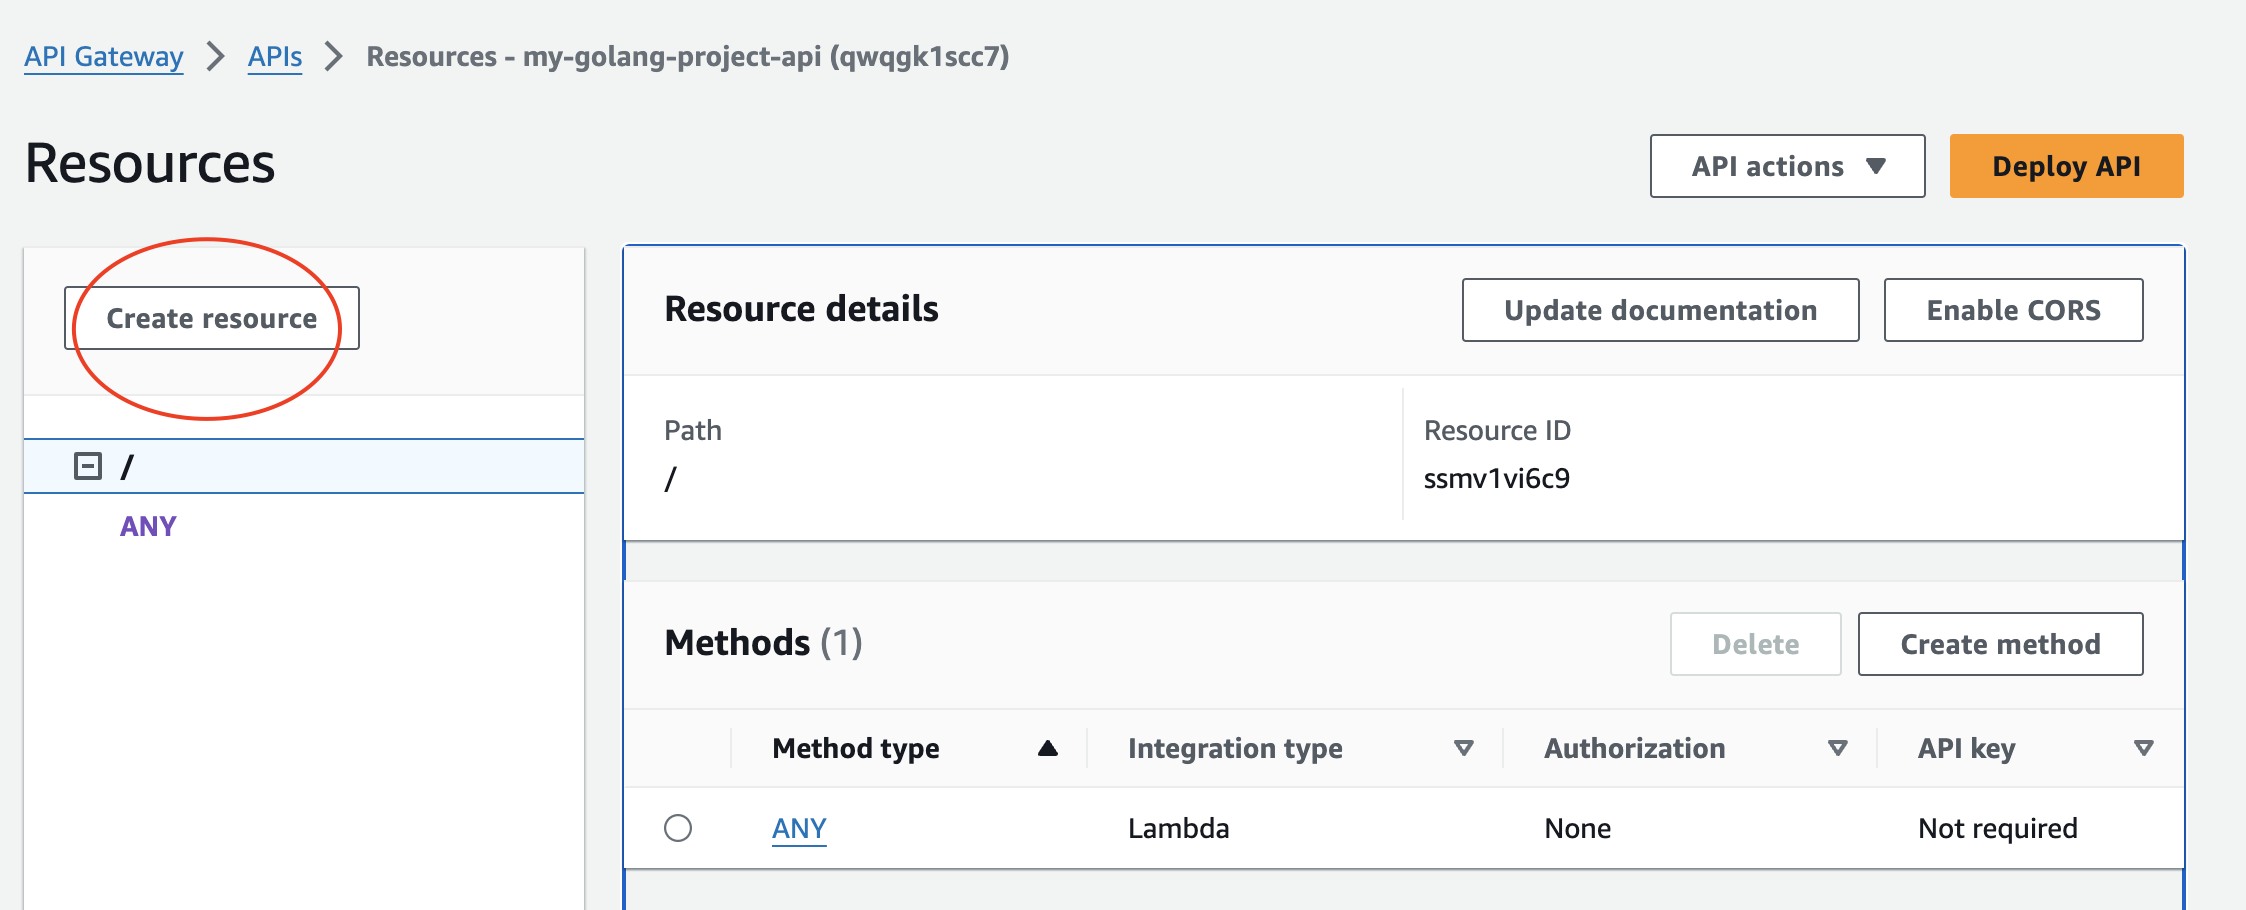 API Gateway > APIs > Resources - my-golang-project-api (qwqgk1scc7)
Resources
API actions
Deploy API
Create resource
/
ANY
Resource details
Update documentation
Enable CORS
Path
/
Resource ID
ssmv1vi6c9
Methods (1)
Delete
Create method
Method type
Integration type
Authorization
API key
ANY
Lambda
None
Not required